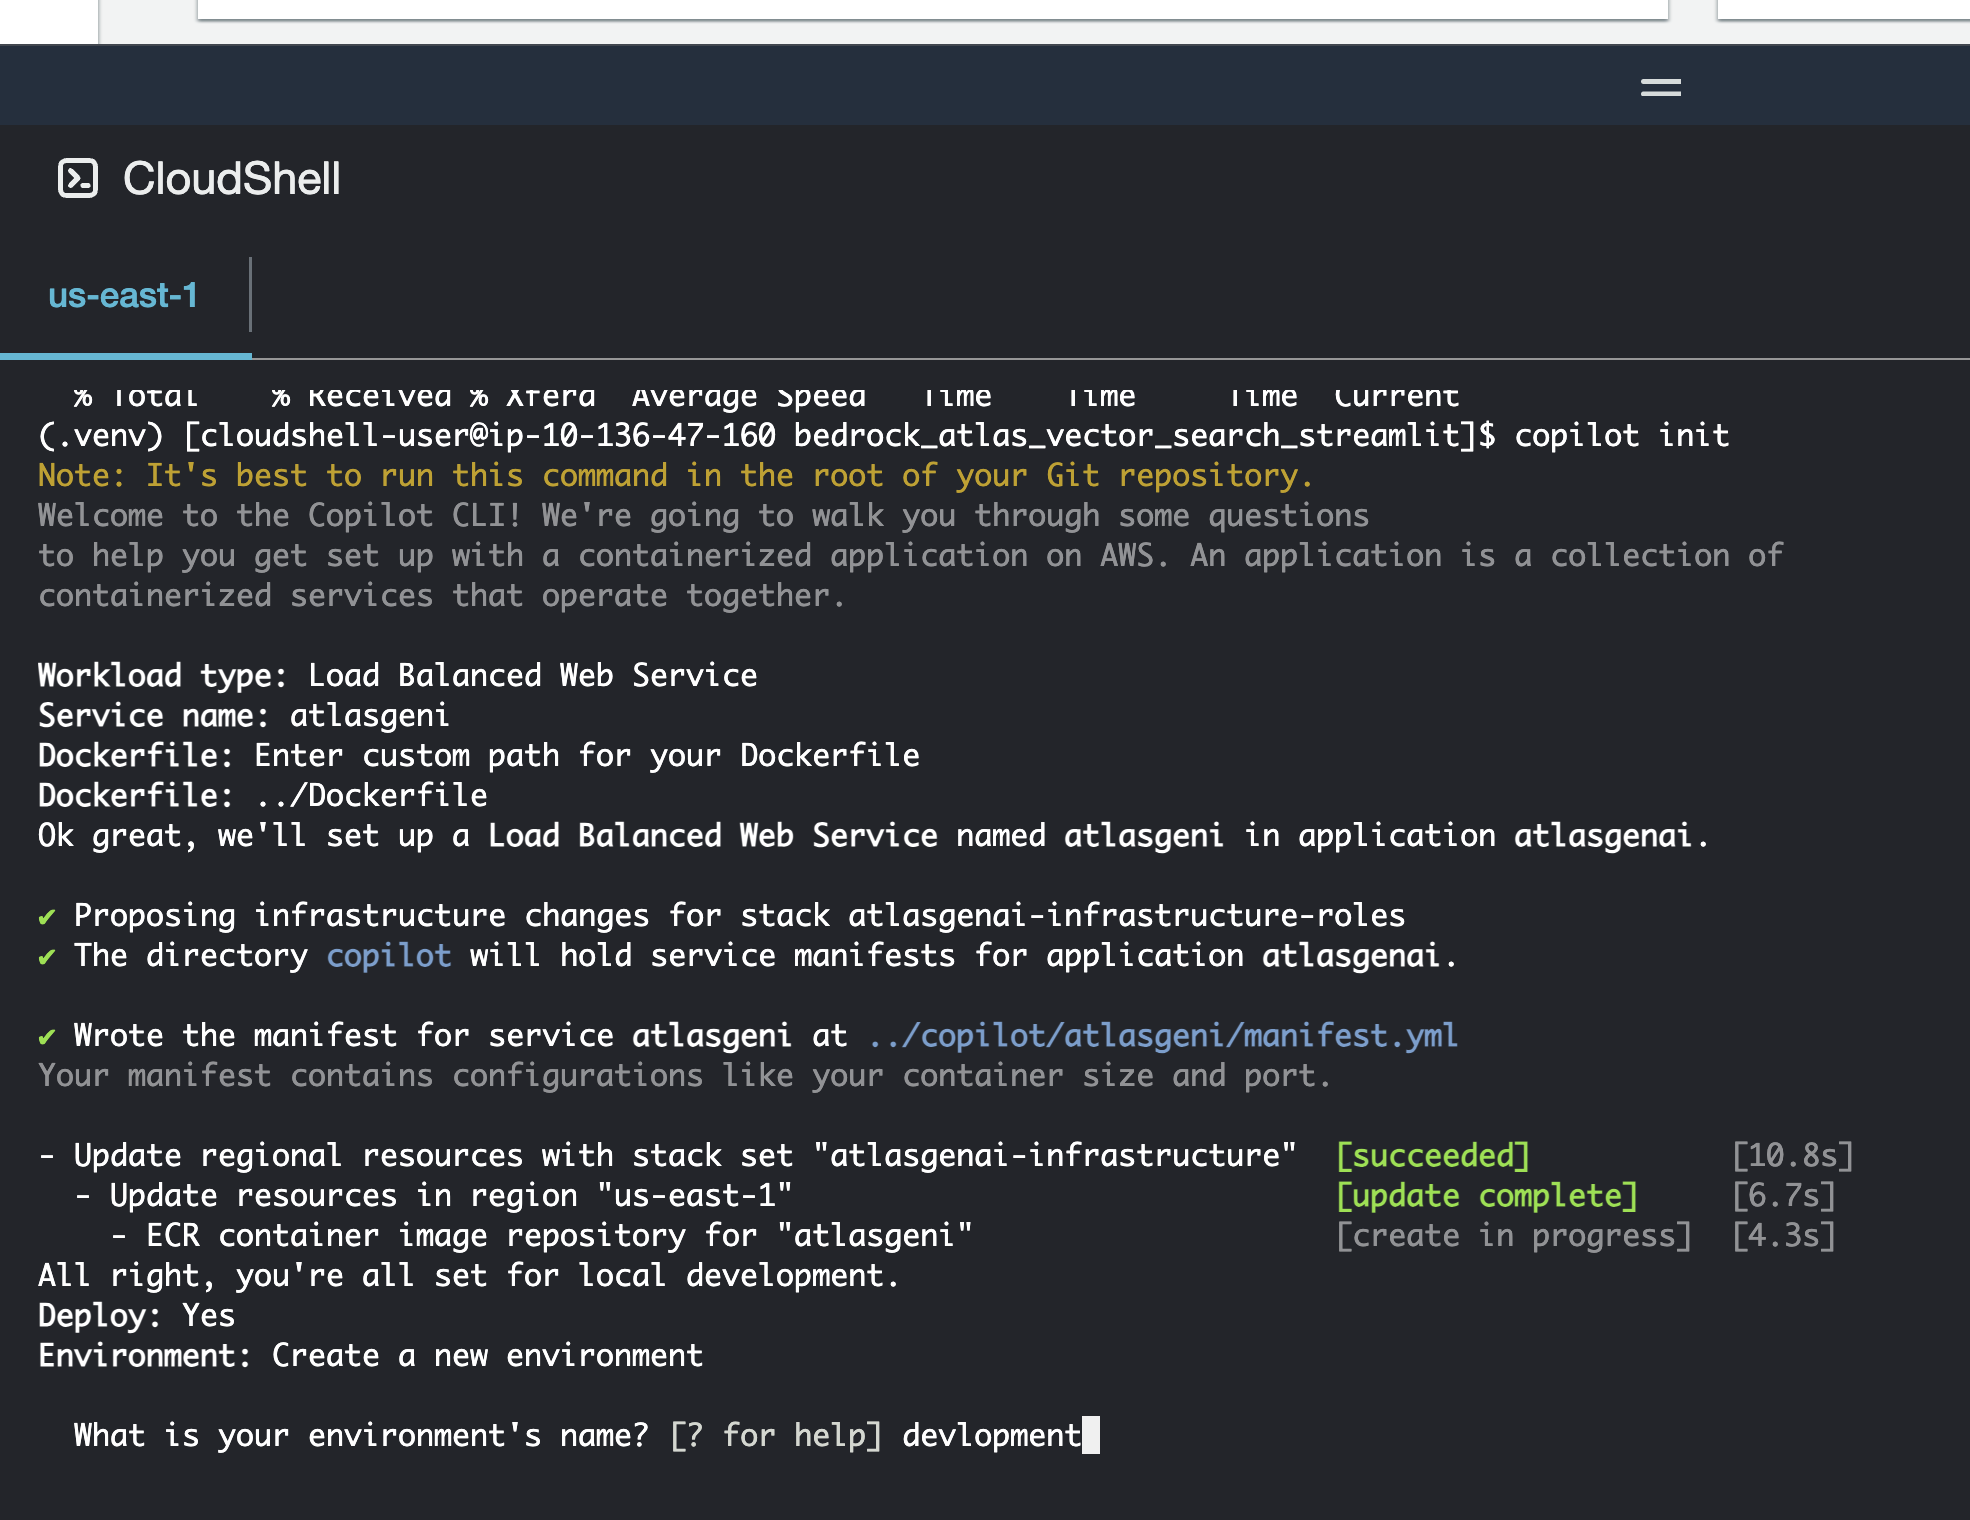 CloudShell
us-east-1
% Total % Received % Xferd Average Speed Time Time Time Current
(.venv) [cloudshell-user@ip-10-136-47-160 bedrock_atlas_vector_search_streamlit]$ copilot init
Note: It's best to run this command in the root of your Git repository.
Welcome to the Copilot CLI! We're going to walk you through some questions
to help you get set up with a containerized application on AWS. An application is a collection of
containerized services that operate together.
Workload type: Load Balanced Web Service
Service name: atlasgeni
Dockerfile: Enter custom path for your Dockerfile
Dockerfile: ../Dockerfile
Ok great, we'll set up a Load Balanced Web Service named atlasgeni in application atlasgenai.
✔ Proposing infrastructure changes for stack atlasgenai-infrastructure-roles
✔ The directory copilot will hold service manifests for application atlasgenai.
✔ Wrote the manifest for service atlasgeni at ../copilot/atlasgeni/manifest.yml
Your manifest contains configurations like your container size and port.
- Update regional resources with stack set "atlasgenai-infrastructure" [succeeded] [10.8s]
- Update resources in region "us-east-1" [update complete] [6.7s]
- ECR container image repository for "atlasgeni" [create in progress] [4.3s]
All right, you're all set for local development.
Deploy: Yes
Environment: Create a new environment
What is your environment's name? [? for help] devlopment